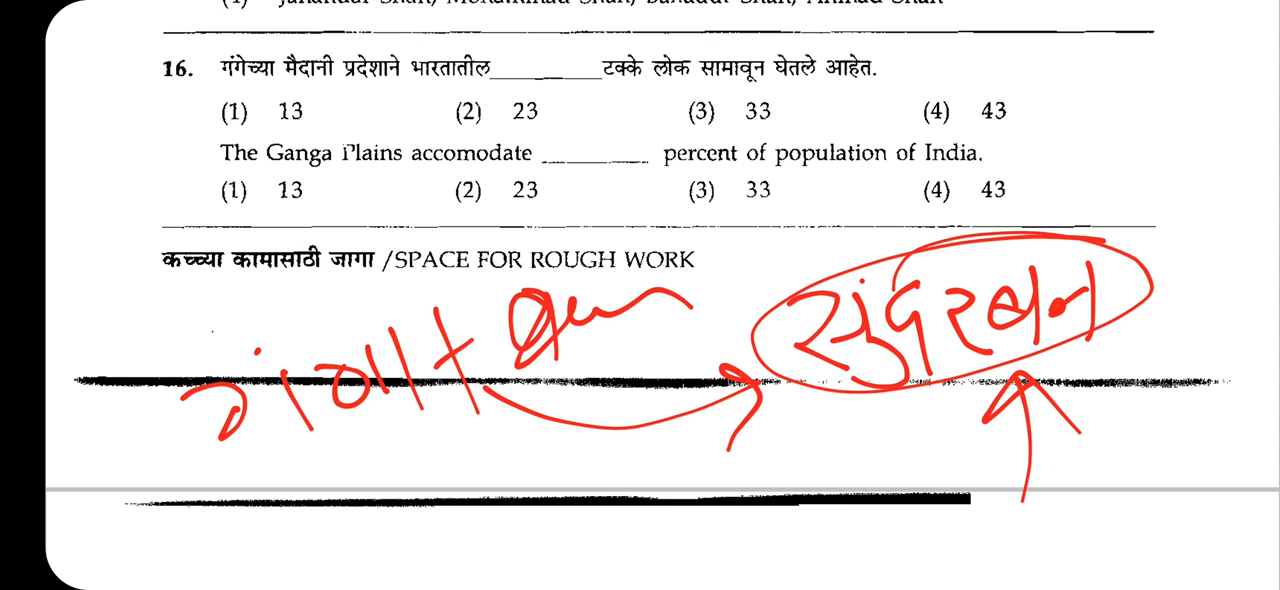 16. गंगेच्या मैदानी प्रदेशाने भारतातील ________ टक्के लोक सामावून घेतले आहेत.
(1) 13 (2) 23 (3) 33 (4) 43
The Ganga Plains accomodate ________ percent of population of India.
(1) 13 (2) 23 (3) 33 (4) 43
कच्च्या कामासाठी जागा /SPACE FOR ROUGH WORK
सुंदरबन
गंगा +